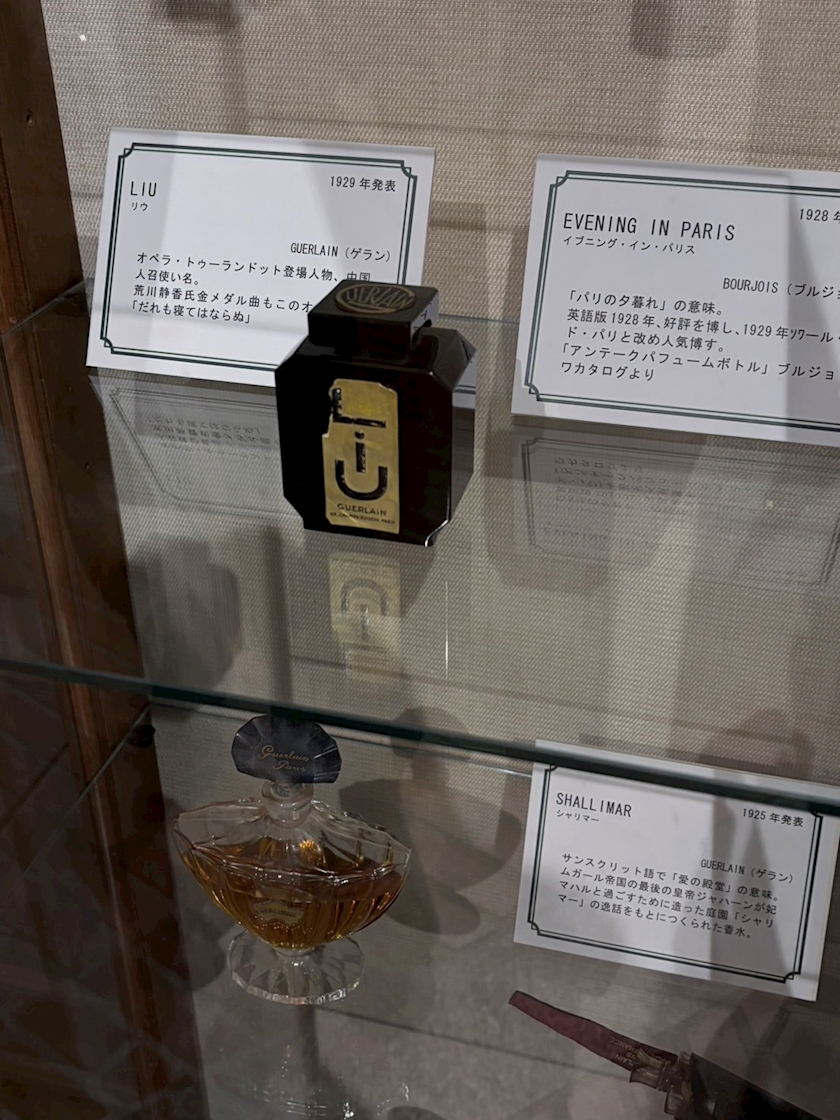 LIU
1929 年発表
リウ
GUERLAIN (ゲラン)
オペラ・トゥーランドット登場人物、中国
人召使い名。
荒川静香氏金メダル曲もこのオ
「だれも寝てはならぬ」
LiU
GUERLAIN
EVENING IN PARIS
1928
イブニング・イン・パリス
BOURJOIS (ブルジョ
「パリの夕暮れ」の意味。
英語版 1928 年、好評を博し、1929 年ソワール・
ド・パリと改め人気博す。
「アンテークパフュームボトル」ブルジョ
ワカタログより
Guerlain
Paris
SHALLIMAR
1925 年発表
シャリマー
GUERLAIN (ゲラン)
サンスクリット語で「愛の殿堂」の意味。
ムガール帝国の最後の皇帝ジャハーンが妃
マハルと過ごすために造った庭園「シャリ
マー」の逸話をもとにつくられた香水。